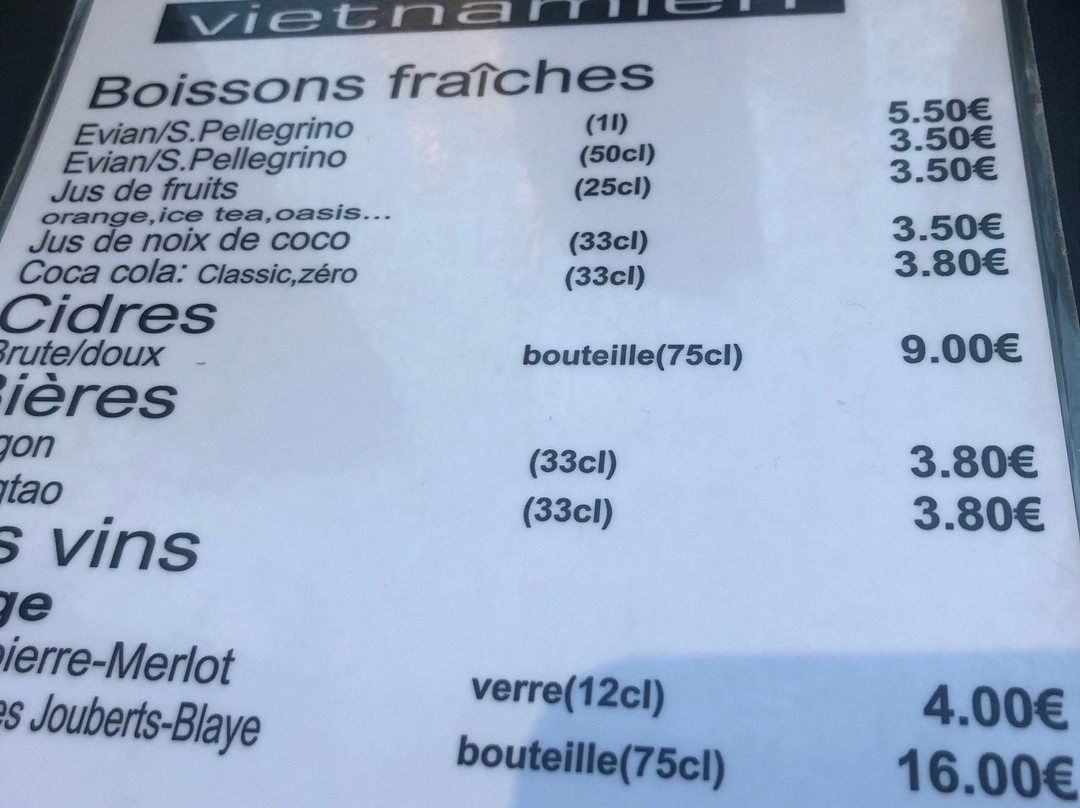 vietnamien
Boissons fraîches
Evian/S.Pellegrino (1l) 5.50€
Evian/S.Pellegrino (50cl) 3.50€
Jus de fruits (25cl) 3.50€
orange,ice tea,oasis...
Jus de noix de coco (33cl) 3.50€
Coca cola: Classic,zéro (33cl) 3.80€
Cidres
Brute/doux bouteille(75cl) 9.00€
Bières
gon (33cl) 3.80€
gtao (33cl) 3.80€
s vins
ge
pierre-Merlot verre(12cl) 4.00€
es Jouberts-Blaye bouteille(75cl) 16.00€